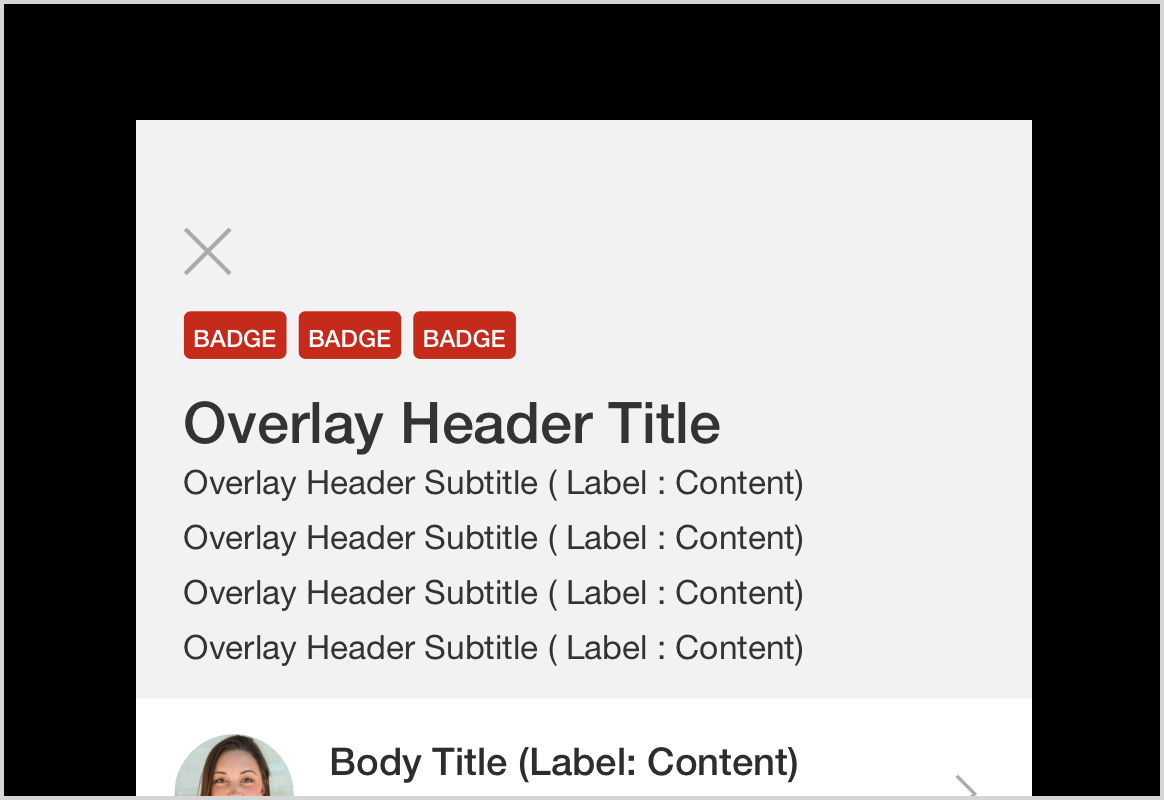 BADGE BADGE BADGE
Overlay Header Title
Overlay Header Subtitle ( Label : Content)
Overlay Header Subtitle ( Label : Content)
Overlay Header Subtitle ( Label : Content)
Overlay Header Subtitle ( Label : Content)
Body Title (Label: Content)